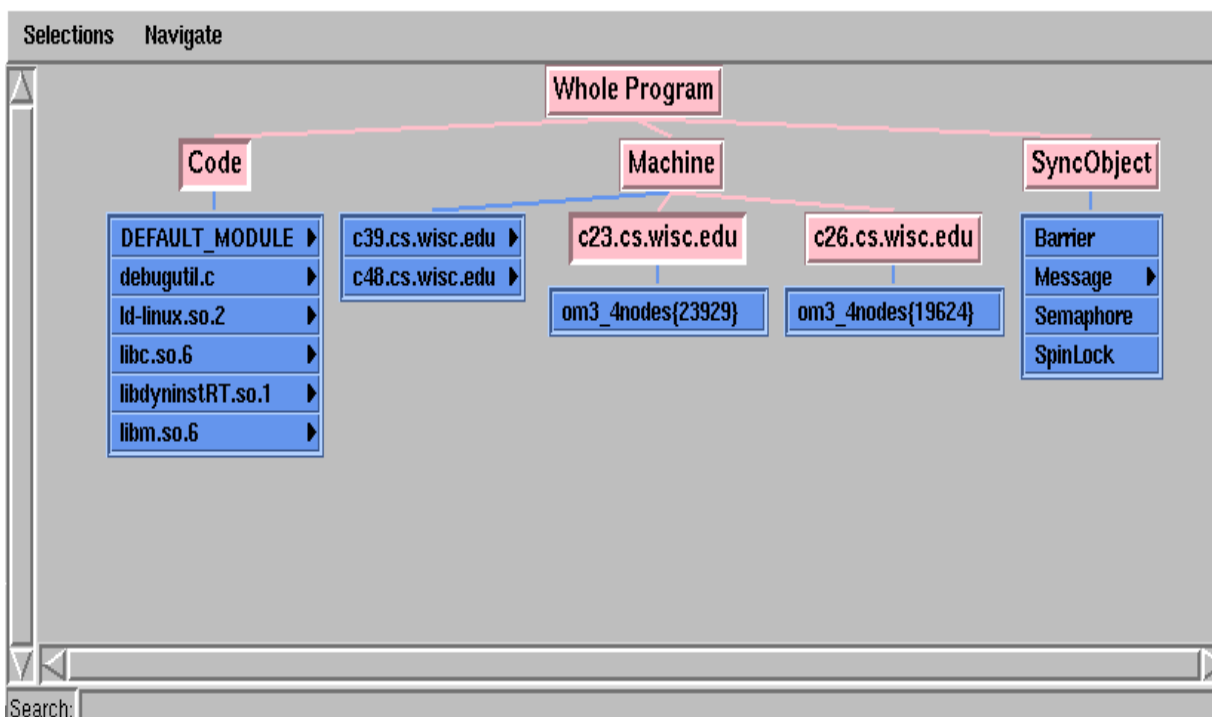 Selections Navigate
Whole Program
Code
Machine
SyncObject
DEFAULT_MODULE
debugutil.c
ld-linux.so.2
libc.so.6
libdyninstRT.so.1
libm.so.6
c39.cs.wisc.edu
c48.cs.wisc.edu
c23.cs.wisc.edu
om3_4nodes{23929}
c26.cs.wisc.edu
om3_4nodes{19624}
Barrier
Message
Semaphore
SpinLock
Search: